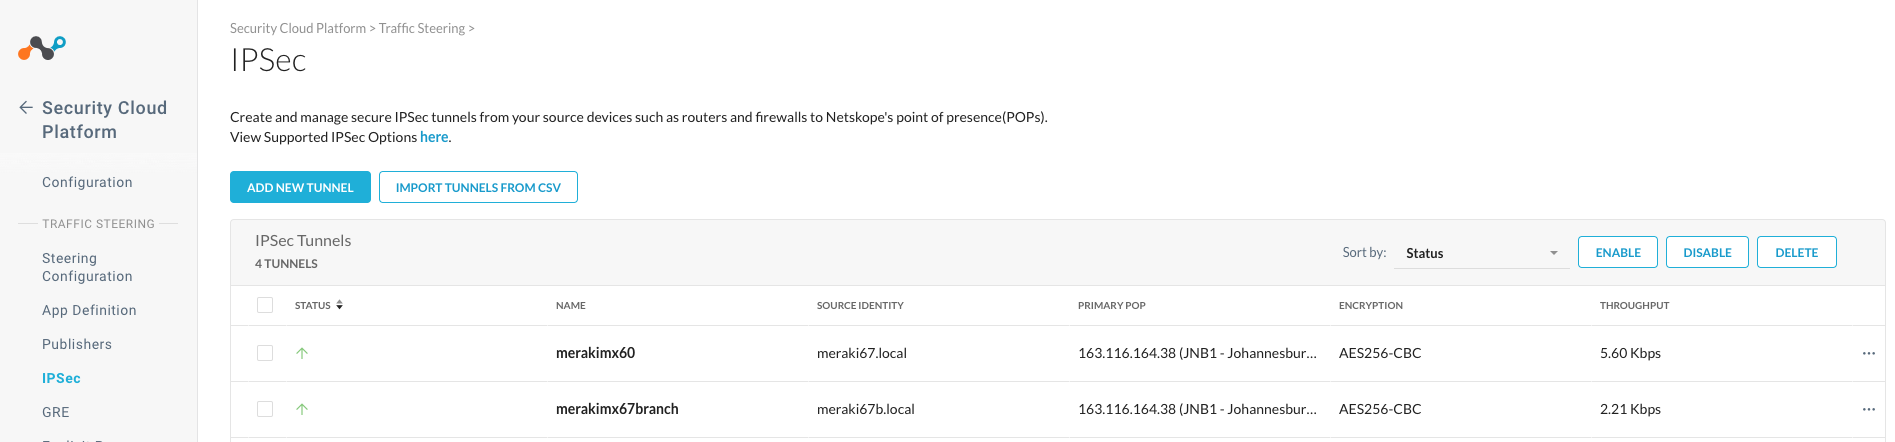 Security Cloud Platform
Configuration
TRAFFIC STEERING
Steering Configuration
App Definition
Publishers
IPSec
GRE
Security Cloud Platform > Traffic Steering >
IPSec
Create and manage secure IPSec tunnels from your source devices such as routers and firewalls to Netskope's point of presence(POPs).
View Supported IPSec Options here.
ADD NEW TUNNEL IMPORT TUNNELS FROM CSV
IPSec Tunnels
4 TUNNELS
Sort by: Status ENABLE DISABLE DELETE
STATUS NAME SOURCE IDENTITY PRIMARY POP ENCRYPTION THROUGHPUT
merakimx60 meraki67.local 163.116.164.38 (JNB1 - Johannesbur... AES256-CBC 5.60 Kbps
merakimx67branch meraki67b.local 163.116.164.38 (JNB1 - Johannesbur... AES256-CBC 2.21 Kbps